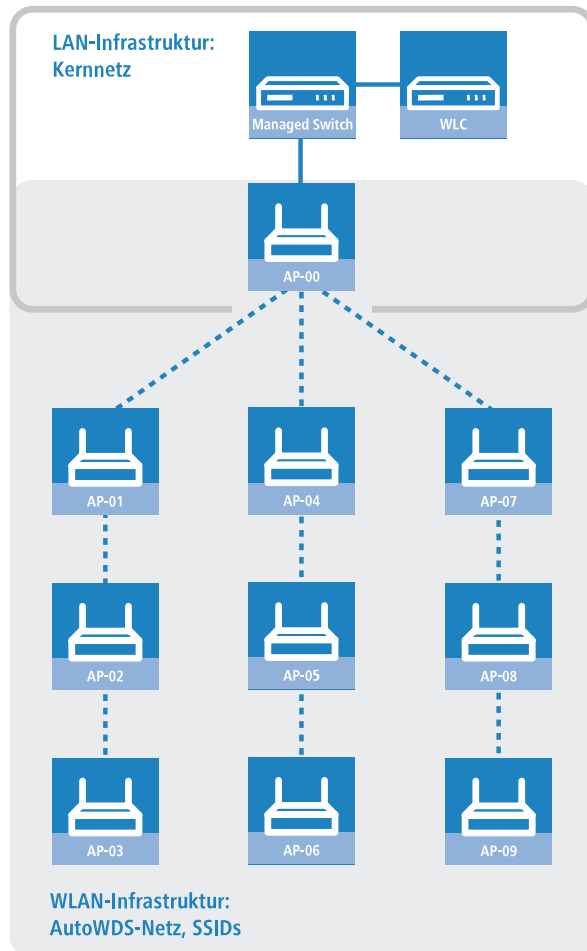 LAN-Infrastruktur:
Kernnetz
Managed Switch
WLC
AP-00
AP-01
AP-04
AP-07
AP-02
AP-05
AP-08
AP-03
AP-06
AP-09
WLAN-Infrastruktur:
AutoWDS-Netz, SSIDs